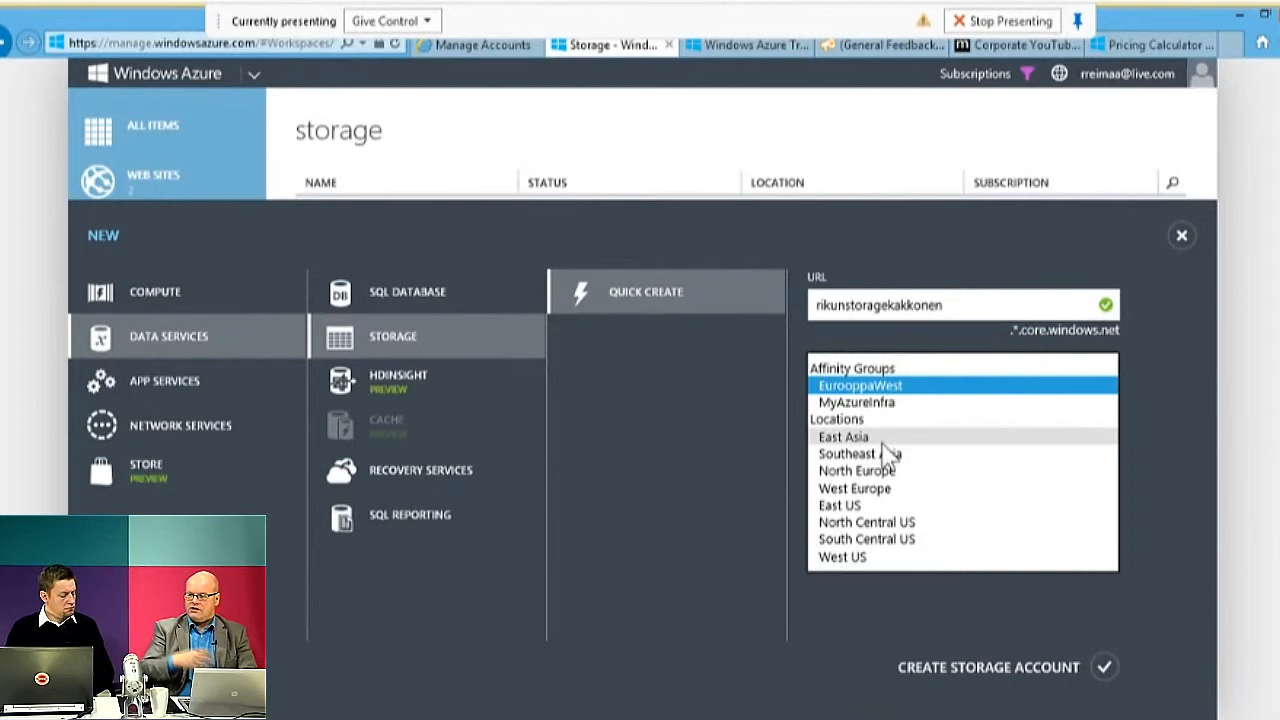 Currently presenting
Give Control
Stop Presenting
https://manage.windowsazure.com/#Workspaces/
Manage Accounts
Storage - Wind...
Windows Azure Tr...
(General Feedback...
Corporate YouTub...
Pricing Calculator ...
Windows Azure
Subscriptions
rreimaa@live.com
ALL ITEMS
WEB SITES
2
storage
NAME
STATUS
LOCATION
SUBSCRIPTION
NEW
COMPUTE
DATA SERVICES
APP SERVICES
NETWORK SERVICES
STORE
PREVIEW
SQL DATABASE
STORAGE
HDINSIGHT
PREVIEW
CACHE
PREVIEW
RECOVERY SERVICES
SQL REPORTING
QUICK CREATE
URL
rikunstoragekakkonen
.*.core.windows.net
Affinity Groups
EurooppaWest
MyAzureInfra
Locations
East Asia
Southeast Asia
North Europe
West Europe
East US
North Central US
South Central US
West US
CREATE STORAGE ACCOUNT